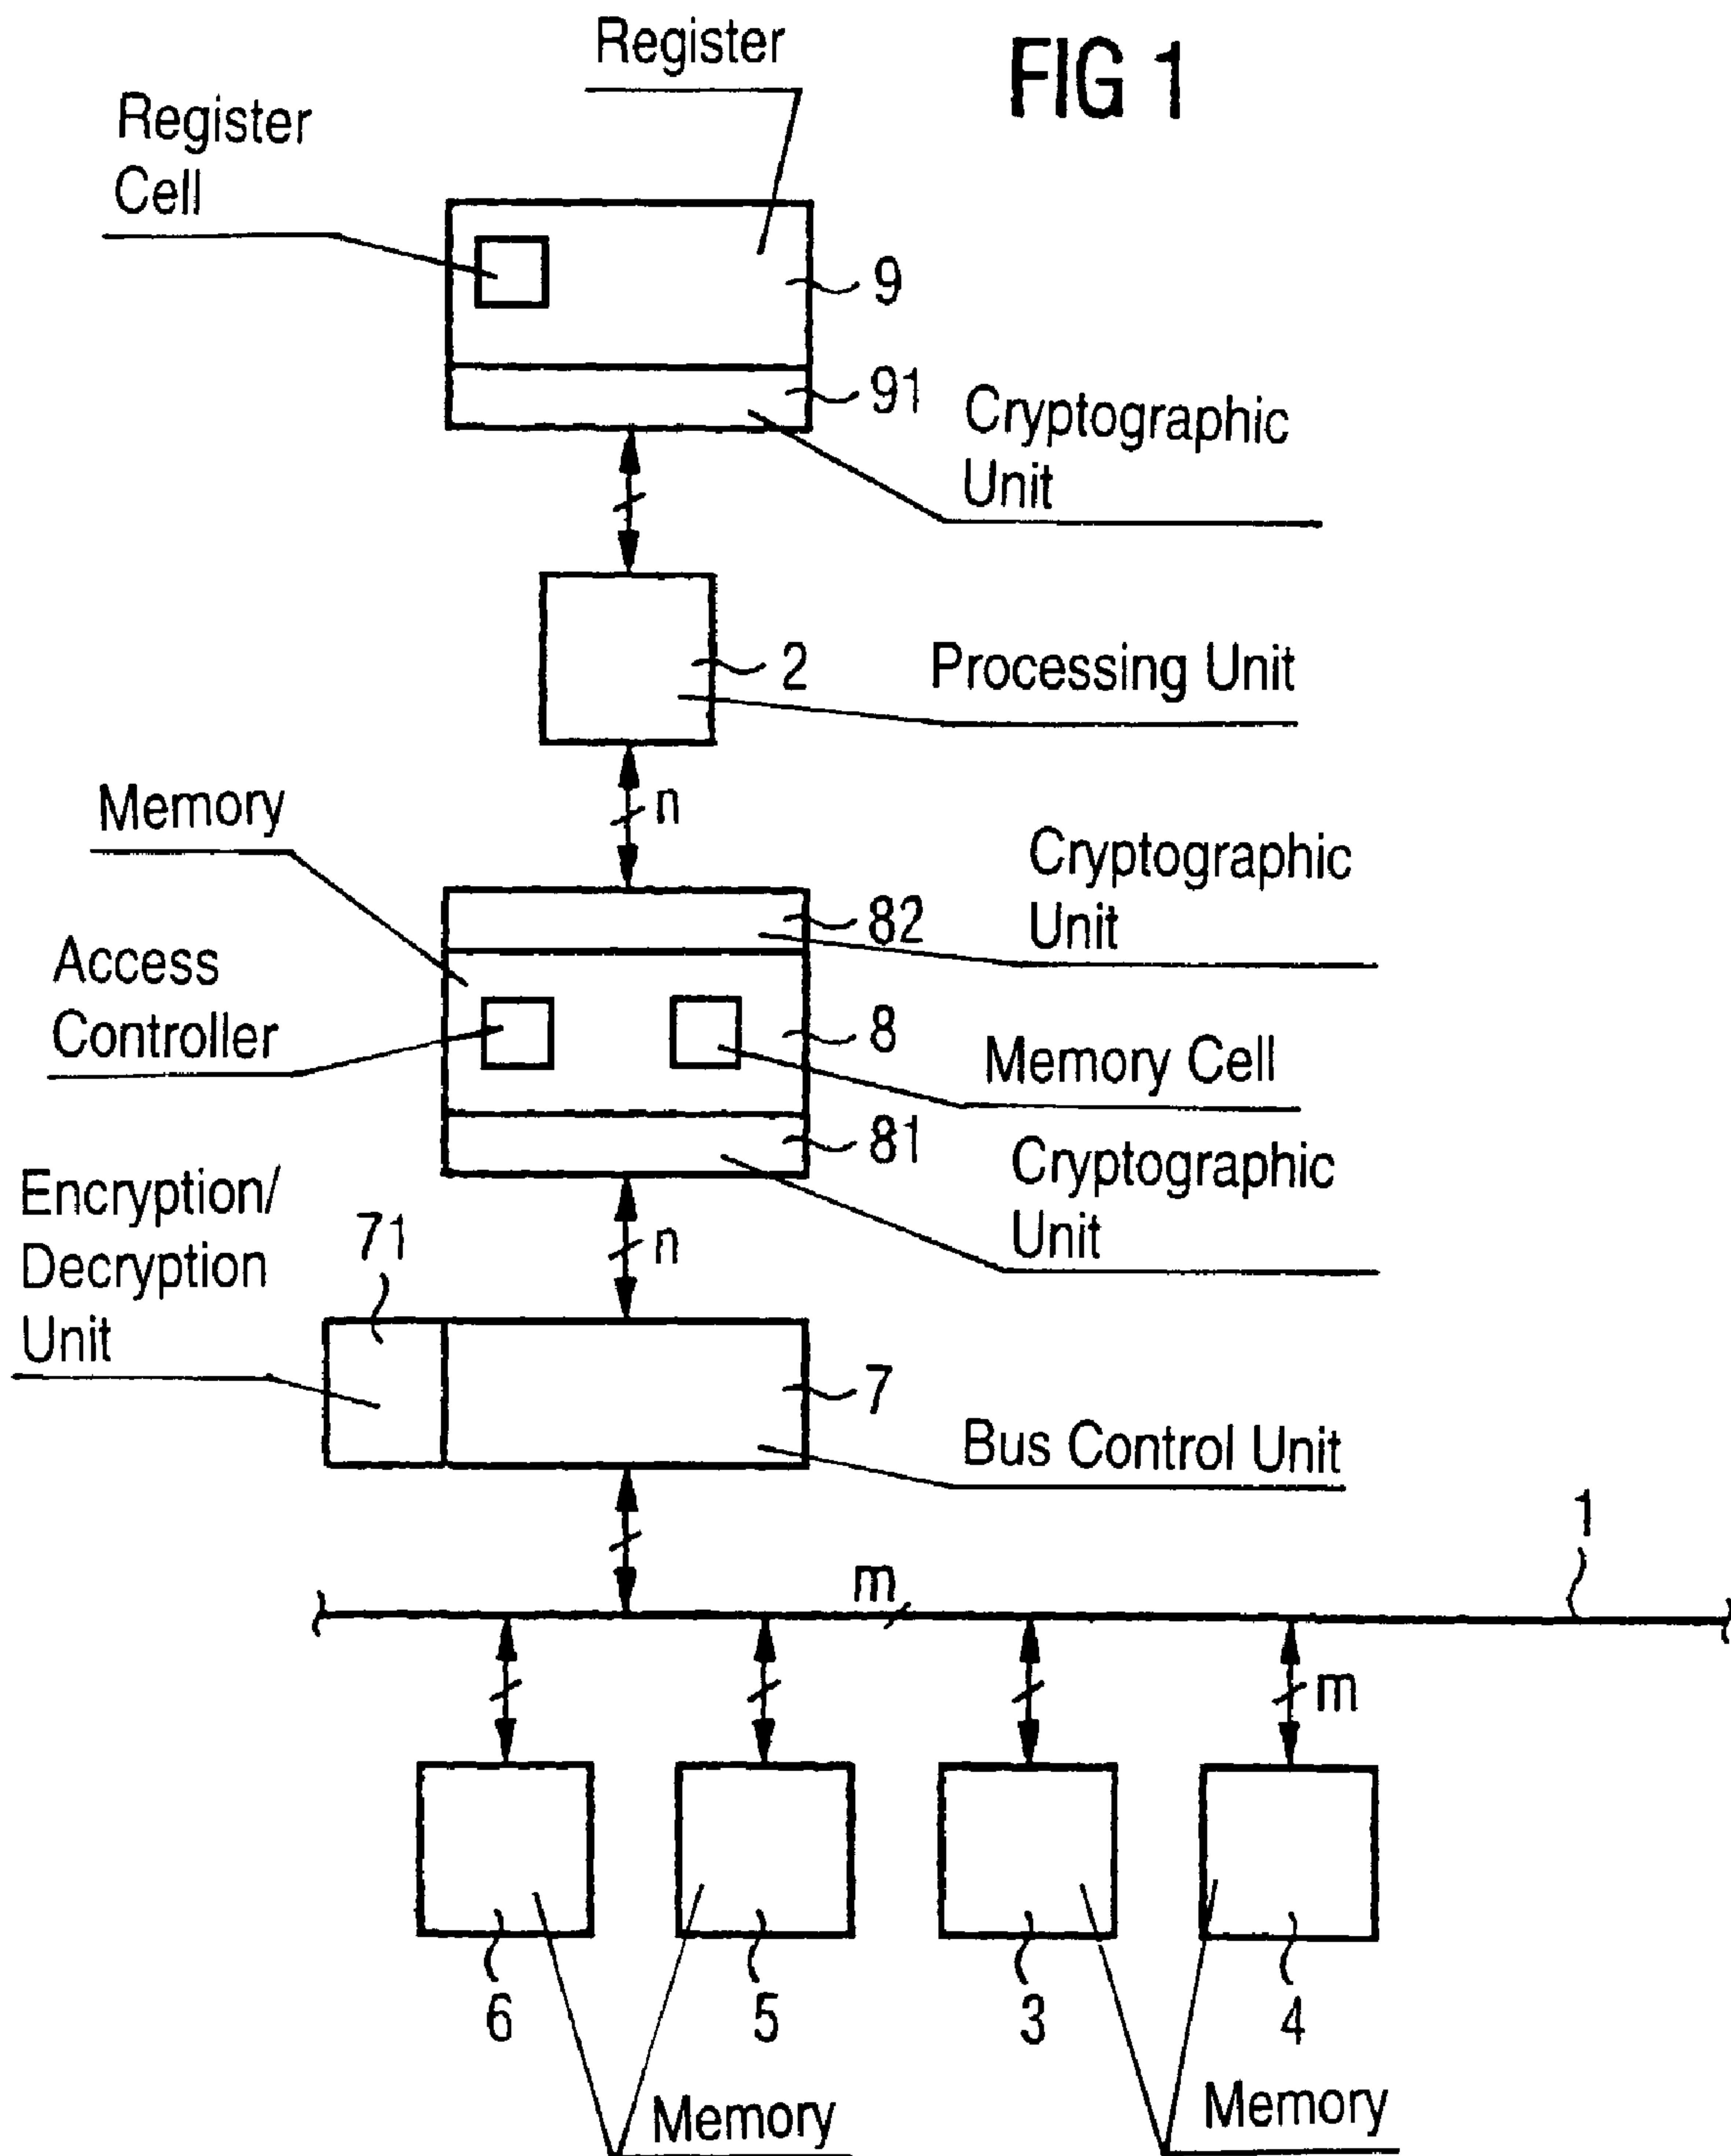 Register
FIG 1
Register
Cell
9
91
Cryptographic
Unit
2
Processing Unit
n
Memory
Cryptographic
Unit
82
Access
Controller
8
Memory Cell
81
Cryptographic
Unit
Encryption/
Decryption
Unit
71
n
7
Bus Control Unit
1
m
m
6
5
3
4
Memory
Memory